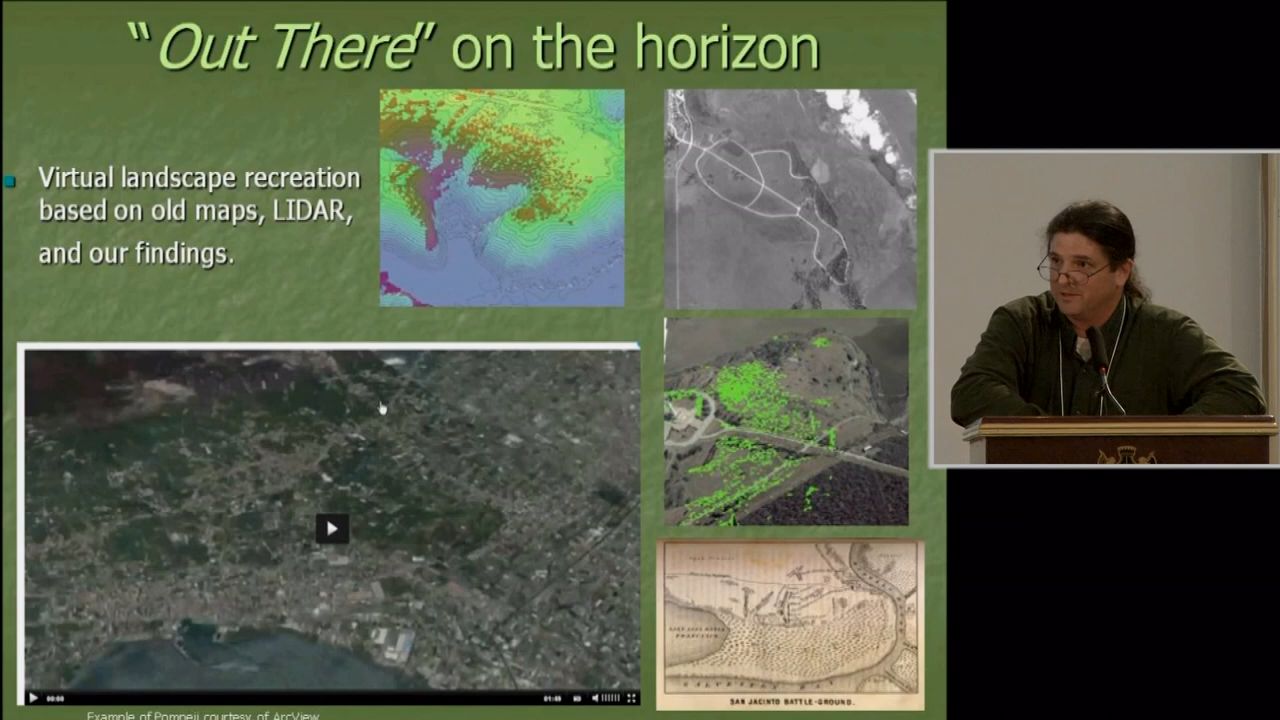 “Out There” on the horizon
Virtual landscape recreation
based on old maps, LIDAR,
and our findings.
00:00
01:45
Example of Pompeii courtesy of ArcView
SAN JACINTO BATTLE-GROUND.